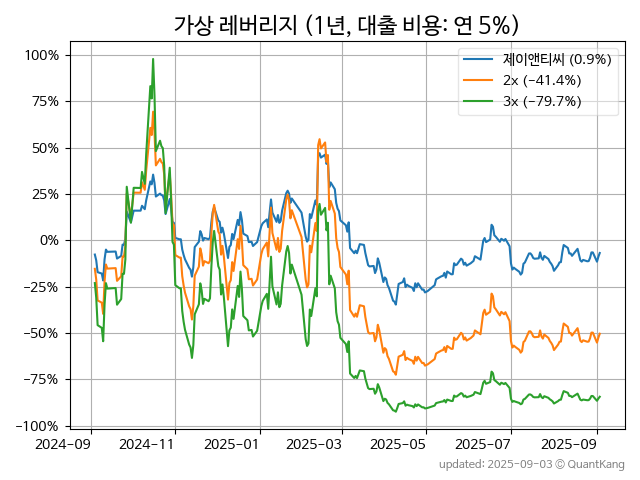 가상 레버리지 (1년, 대출 비용: 연 5%)
제이앤티씨 (0.9%)
2x (−41.4%)
3x (−79.7%)
100%
75%
50%
25%
0%
−25%
−50%
−75%
−100%
2024-09 2024-11 2025-01 2025-03 2025-05 2025-07 2025-09
updated: 2025-09-03 ⓒ QuantKang